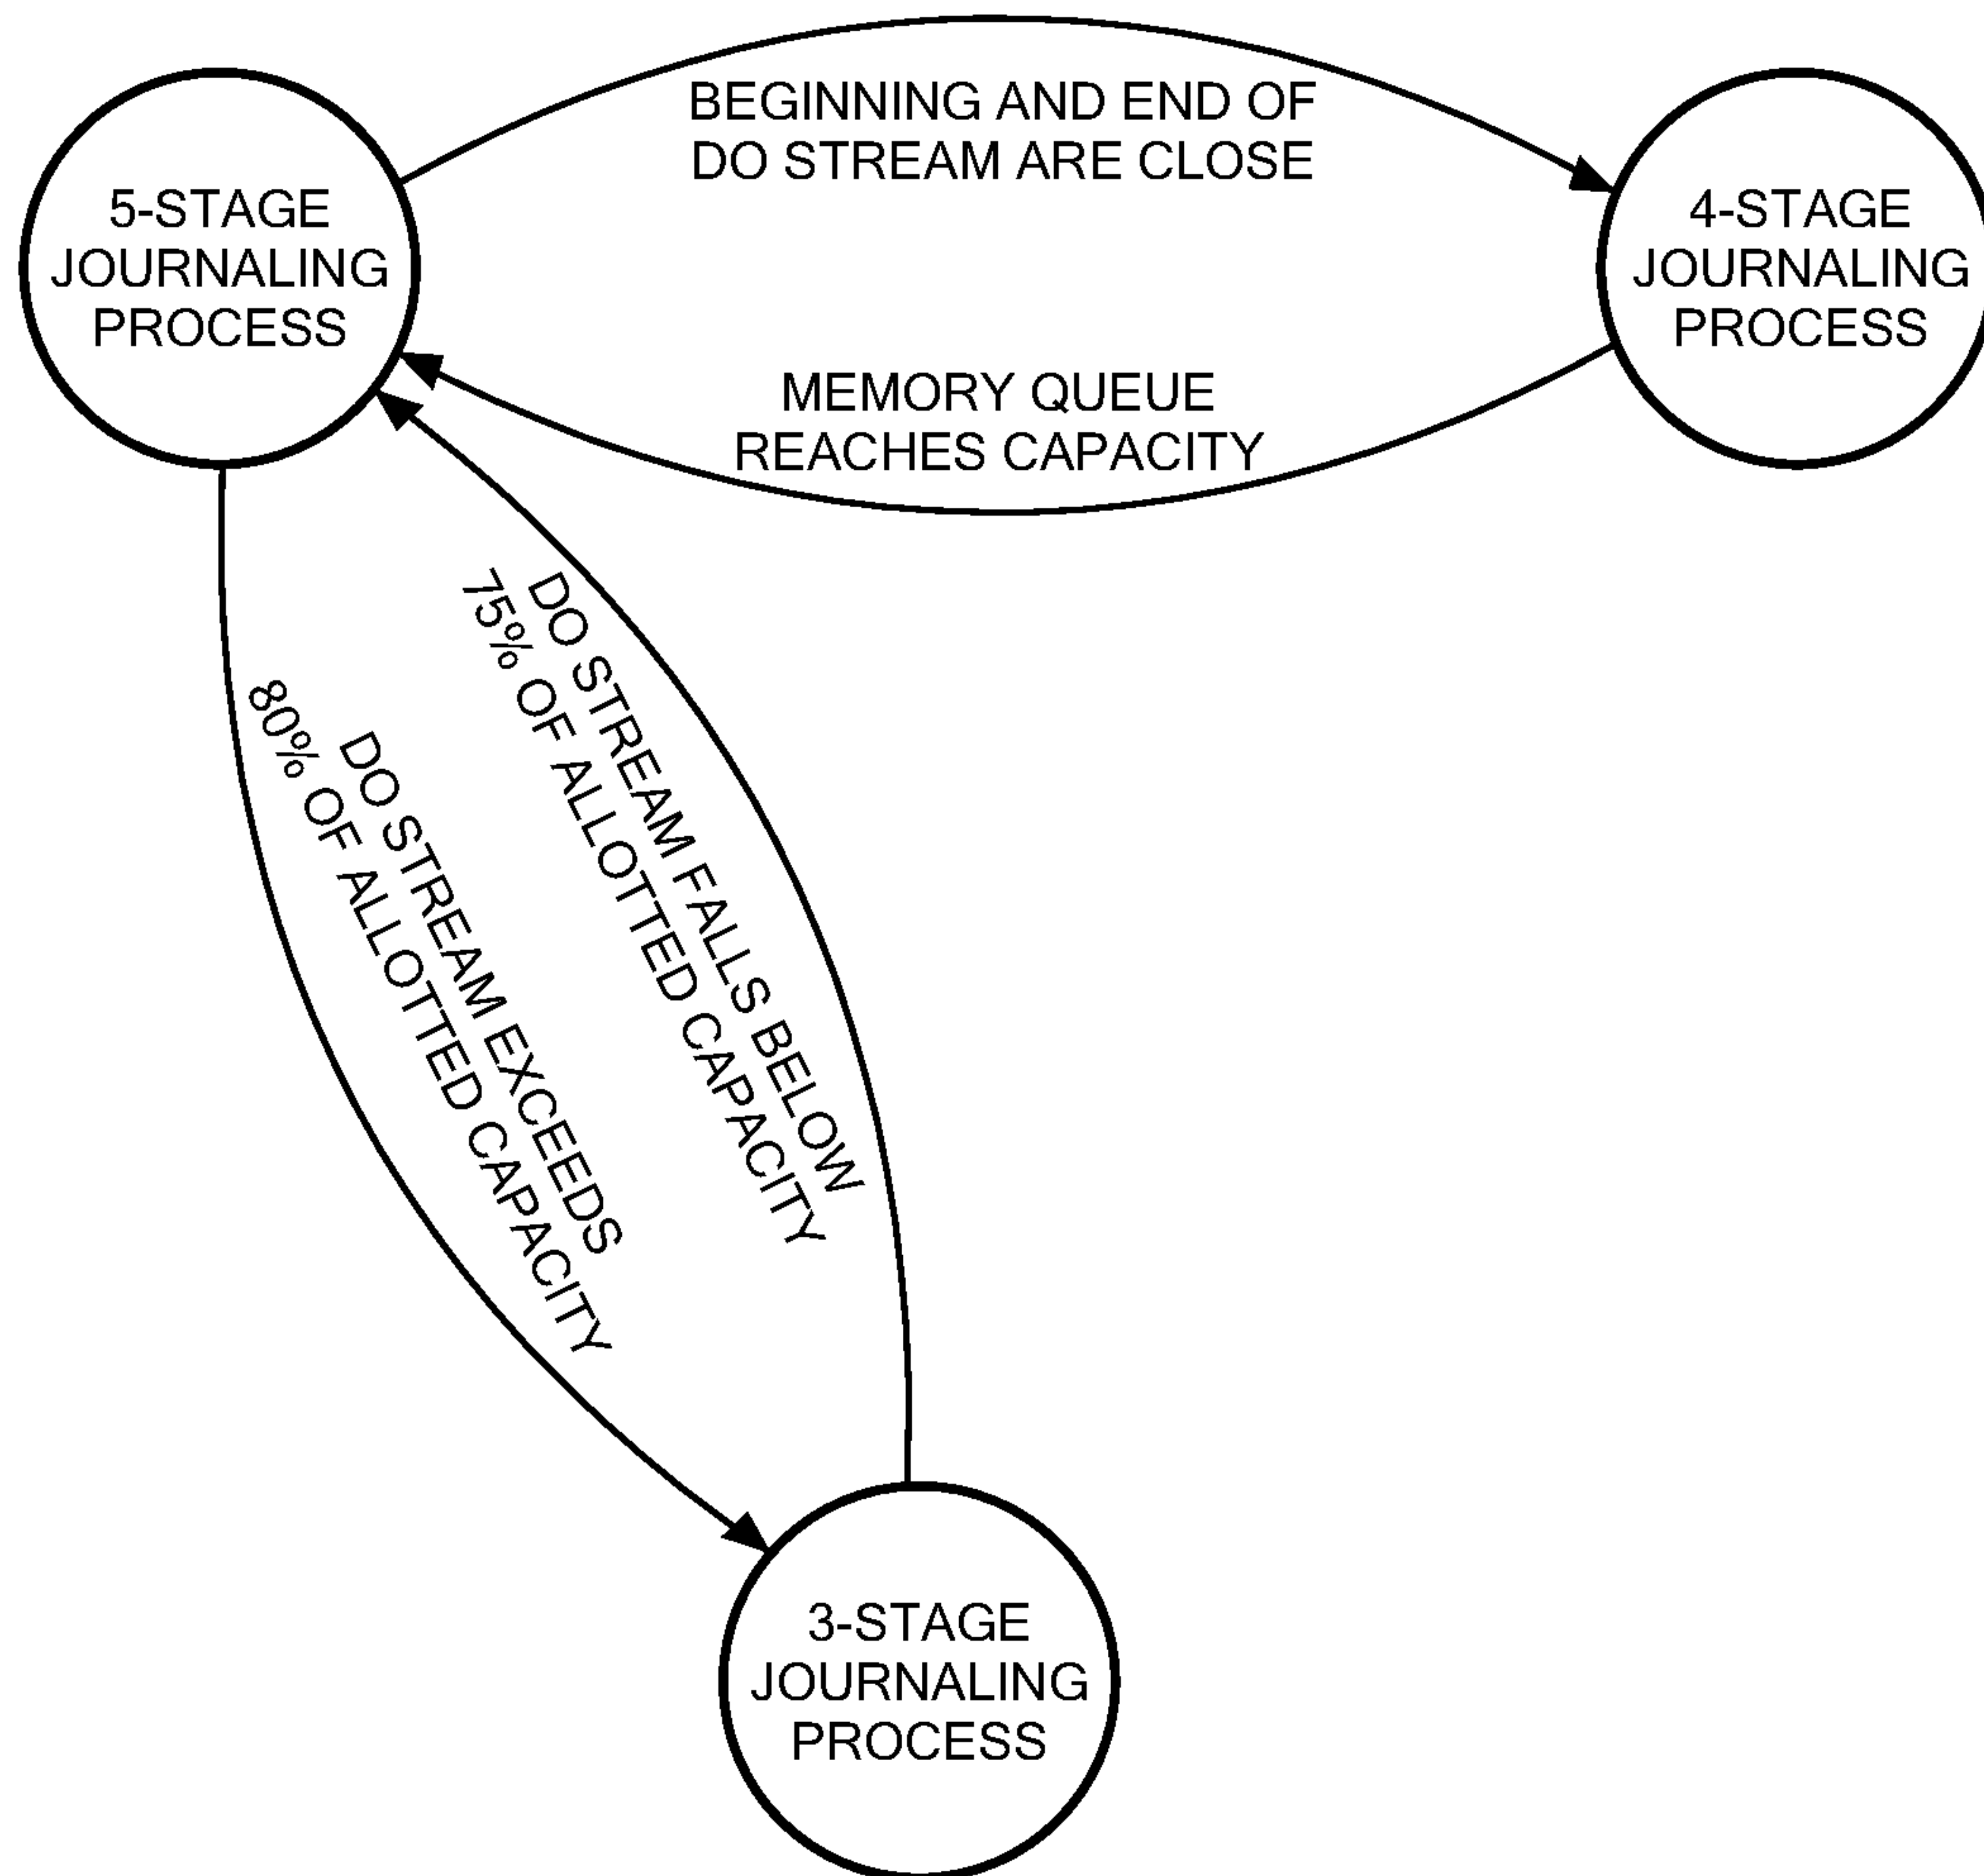 BEGINNING AND END OF
DO STREAM ARE CLOSE
5-STAGE
JOURNALING
PROCESS
4-STAGE
JOURNALING
PROCESS
MEMORY QUEUE
REACHES CAPACITY
DO STREAM FALLS BELOW
75% OF ALLOTTED CAPACITY
DO STREAM EXCEEDS
80% OF ALLOTTED CAPACITY
3-STAGE
JOURNALING
PROCESS